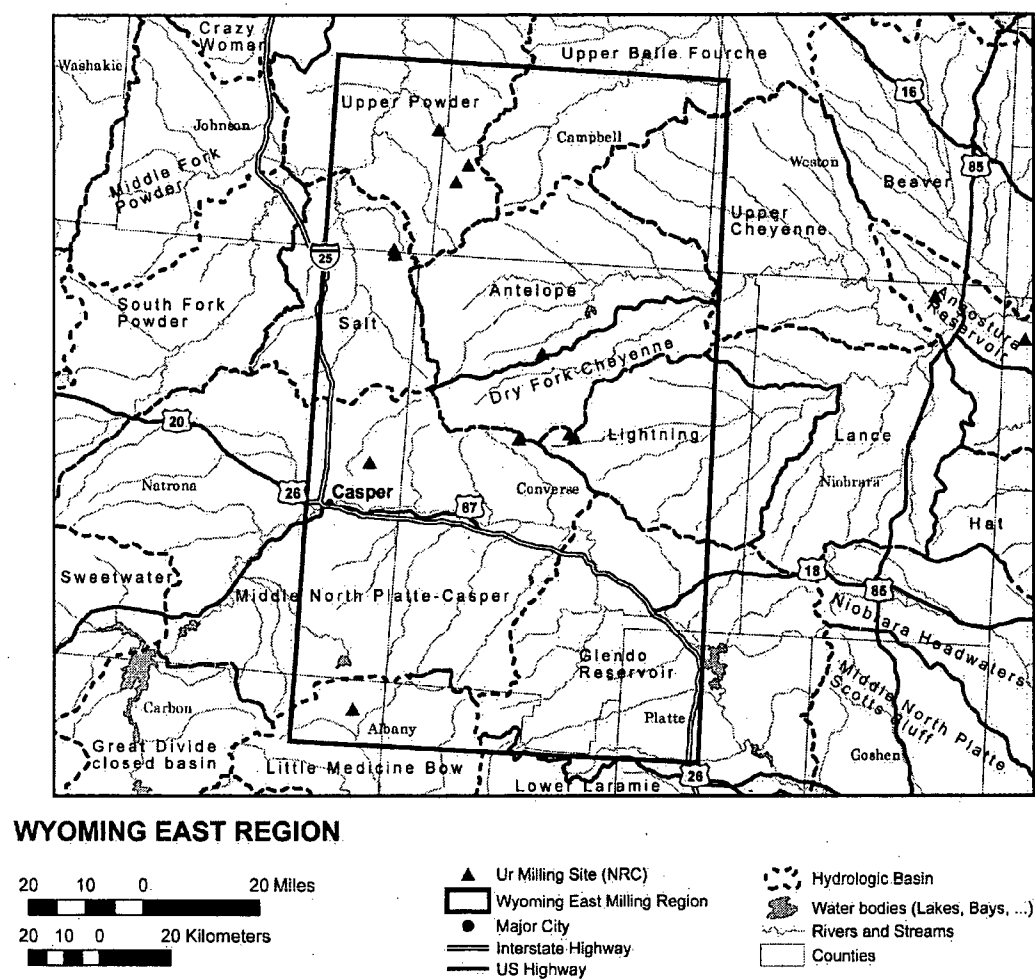 Crazy
Woman
Washakie
Upper Belle Fourche
16
Upper Powder
Johnson
Campbell
Middle Fork
Powder
Weston
Beaver
85
Upper
Cheyenne
25
South Fork
Powder
Antelope
Angostura
Reservoir
Salt
Dry Fork Cheyenne
20
Lightning
Lance
Natrona
26
Casper
87
Converse
Niobrara
Hat
Sweetwater
Middle North Platte-Casper
18
85
Niobrara Headwaters
Glendo
Reservoir
Middle North Platte
Scotts Bluff
Carbon
Albany
Platte
Goshen
Great Divide
closed basin
Little Medicine Bow
Lower Laramie
26
WYOMING EAST REGION
20 10 0 20 Miles
20 10 0 20 Kilometers
Ur Milling Site (NRC)
Wyoming East Milling Region
Major City
Interstate Highway
US Highway
Hydrologic Basin
Water bodies (Lakes, Bays, ...)
Rivers and Streams
Counties